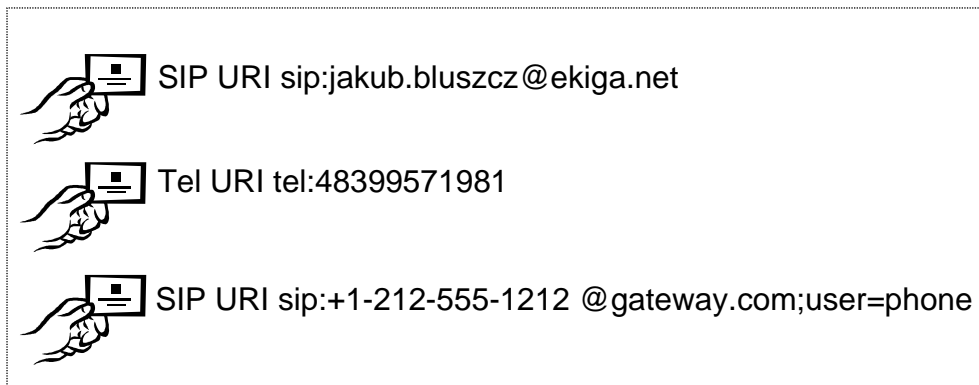 SIP URI sip:jakub.bluszcz@ekiga.net
Tel URI tel:48399571981
SIP URI sip:+1-212-555-1212 @gateway.com;user=phone